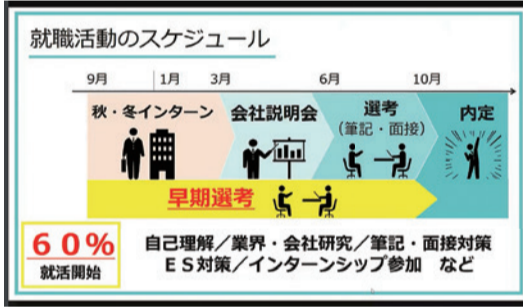 就職活動のスケジュール
9月 1月 3月 6月 10月
秋・冬インターン 会社説明会 選考 内定
(筆記・面接)
早期選考
60% 自己理解/業界・会社研究/筆記・面接対策
就活開始 ES対策/インターンシップ参加 など